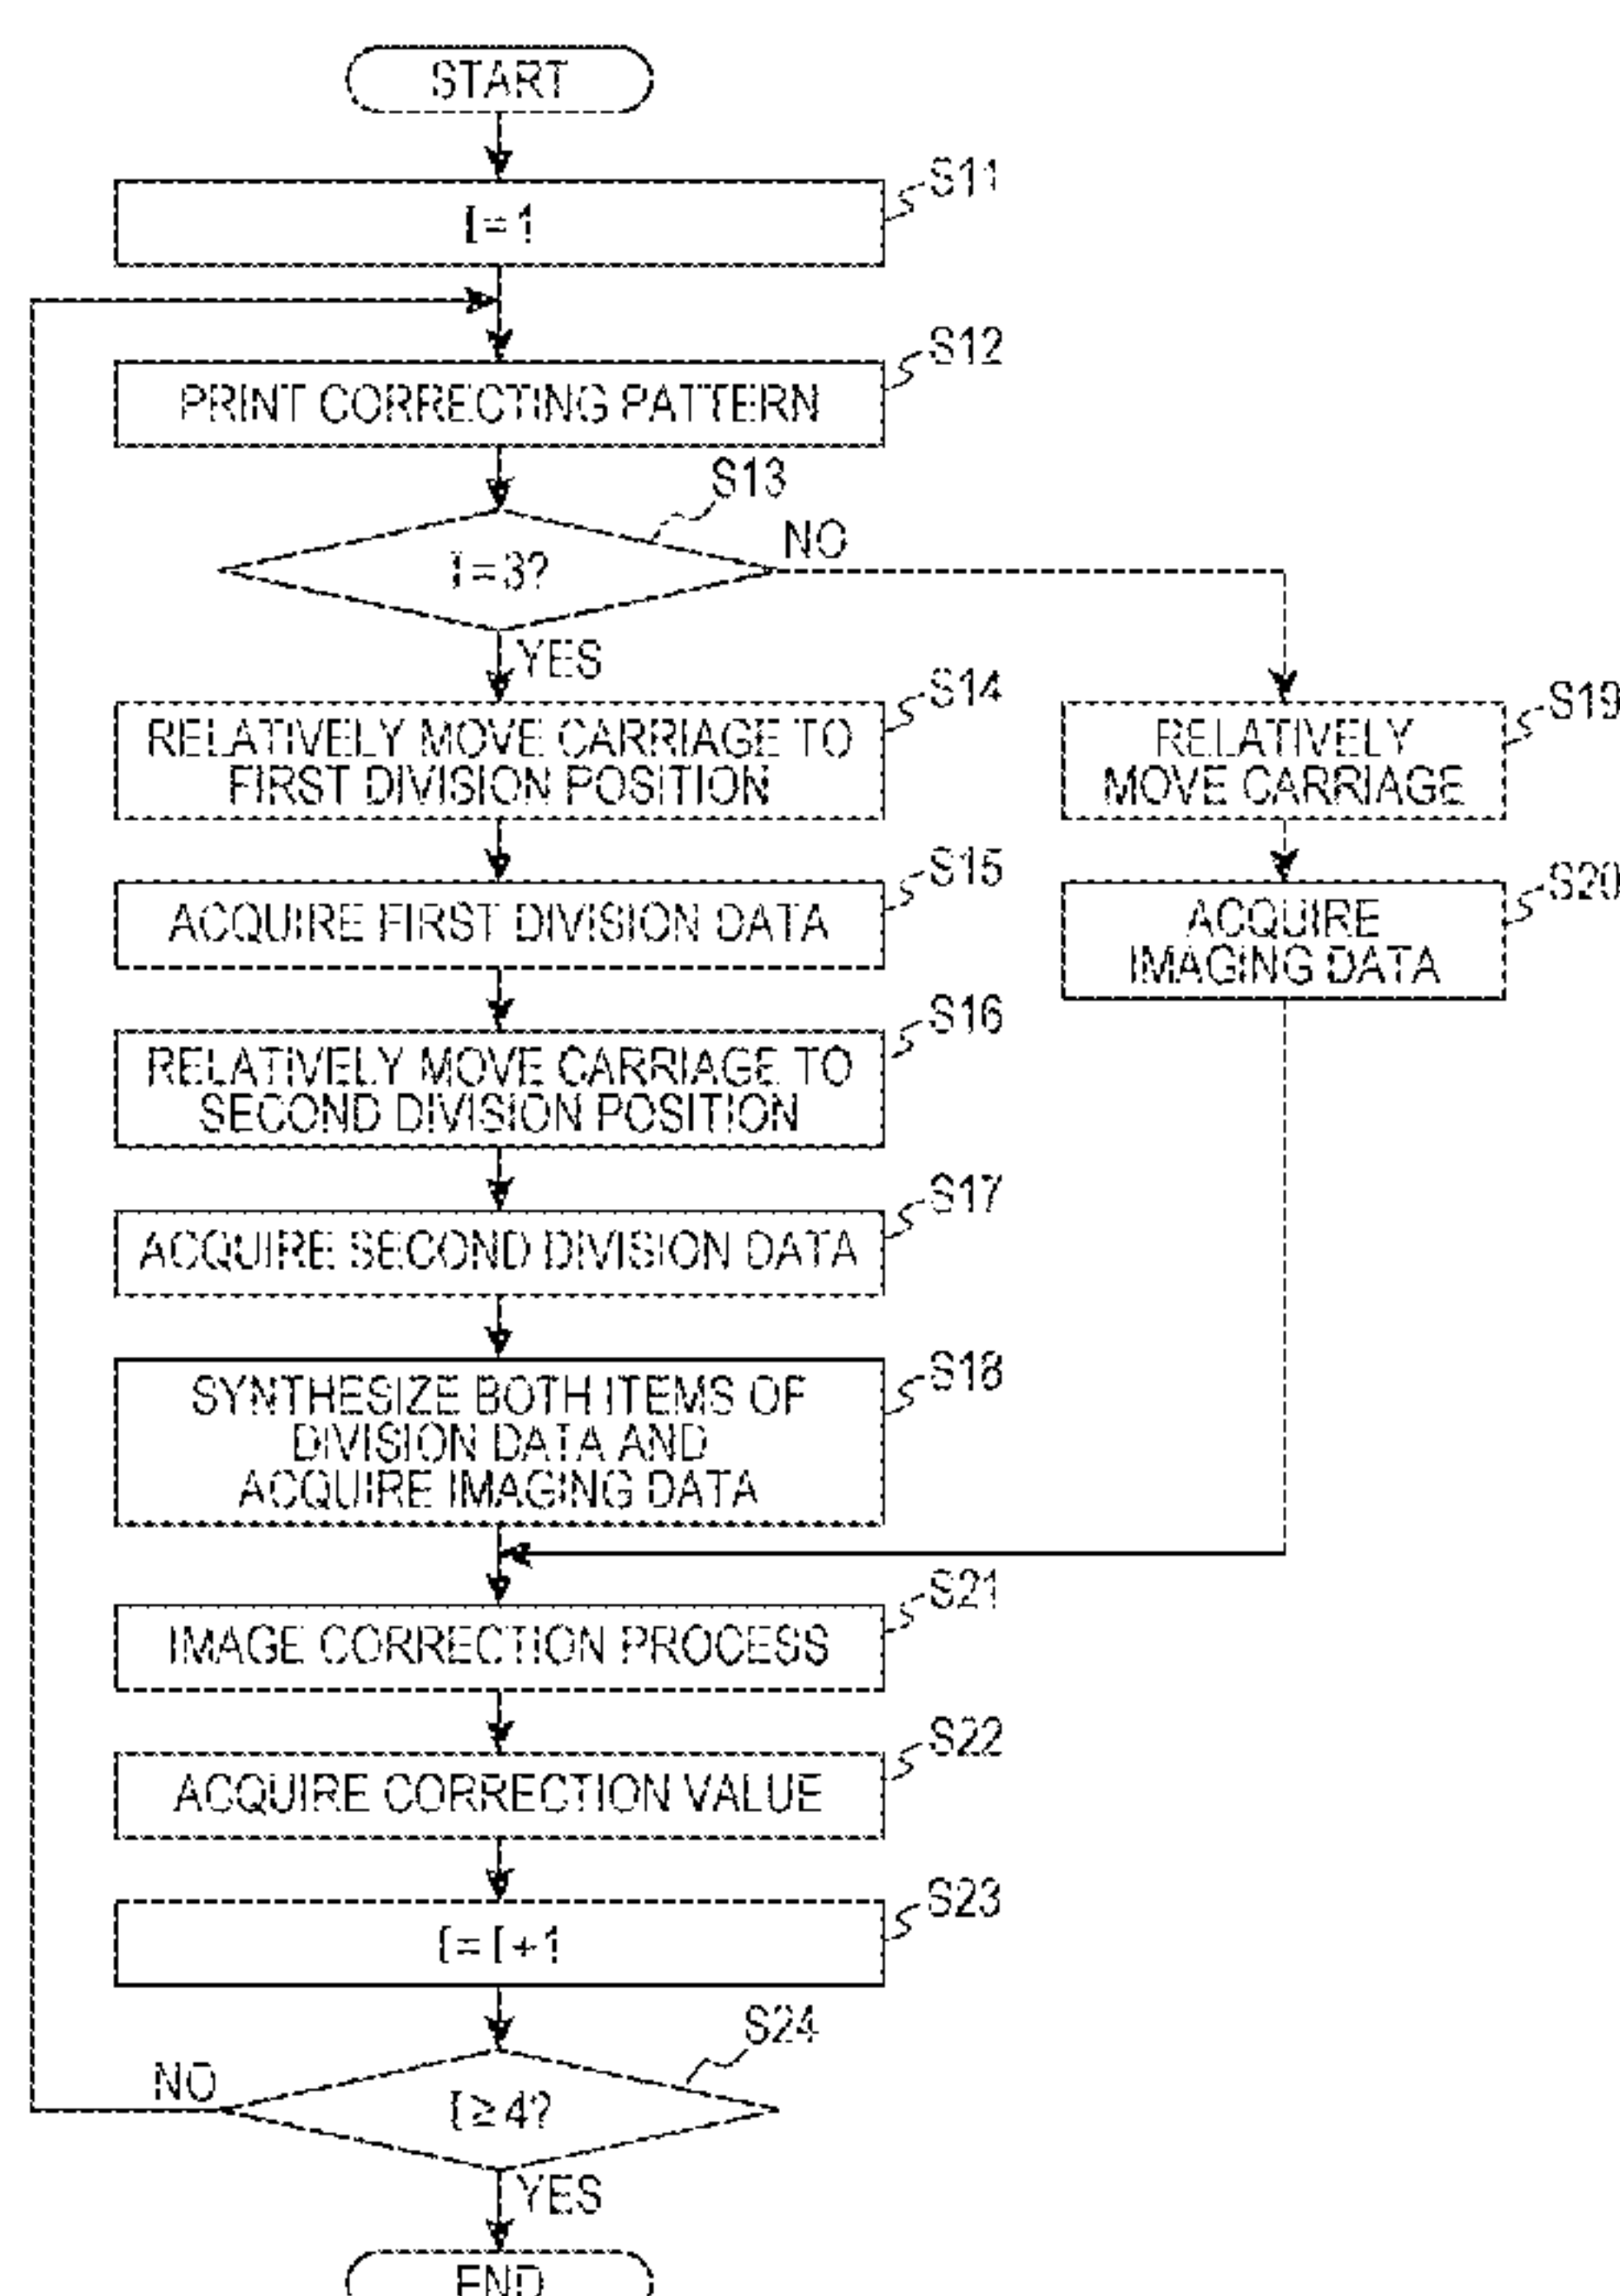 START
S11
I=1
S12
PRINT CORRECTING PATTERN
S13
I=3?
NO
YES
S14
RELATIVELY MOVE CARRIAGE TO
FIRST DIVISION POSITION
S19
RELATIVELY
MOVE CARRIAGE
S15
ACQUIRE FIRST DIVISION DATA
S20
ACQUIRE
IMAGING DATA
S16
RELATIVELY MOVE CARRIAGE TO
SECOND DIVISION POSITION
S17
ACQUIRE SECOND DIVISION DATA
S18
SYNTHESIZE BOTH ITEMS OF
DIVISION DATA AND
ACQUIRE IMAGING DATA
S21
IMAGE CORRECTION PROCESS
S22
ACQUIRE CORRECTION VALUE
S23
I=I+1
S24
NO
I≥4?
YES
END